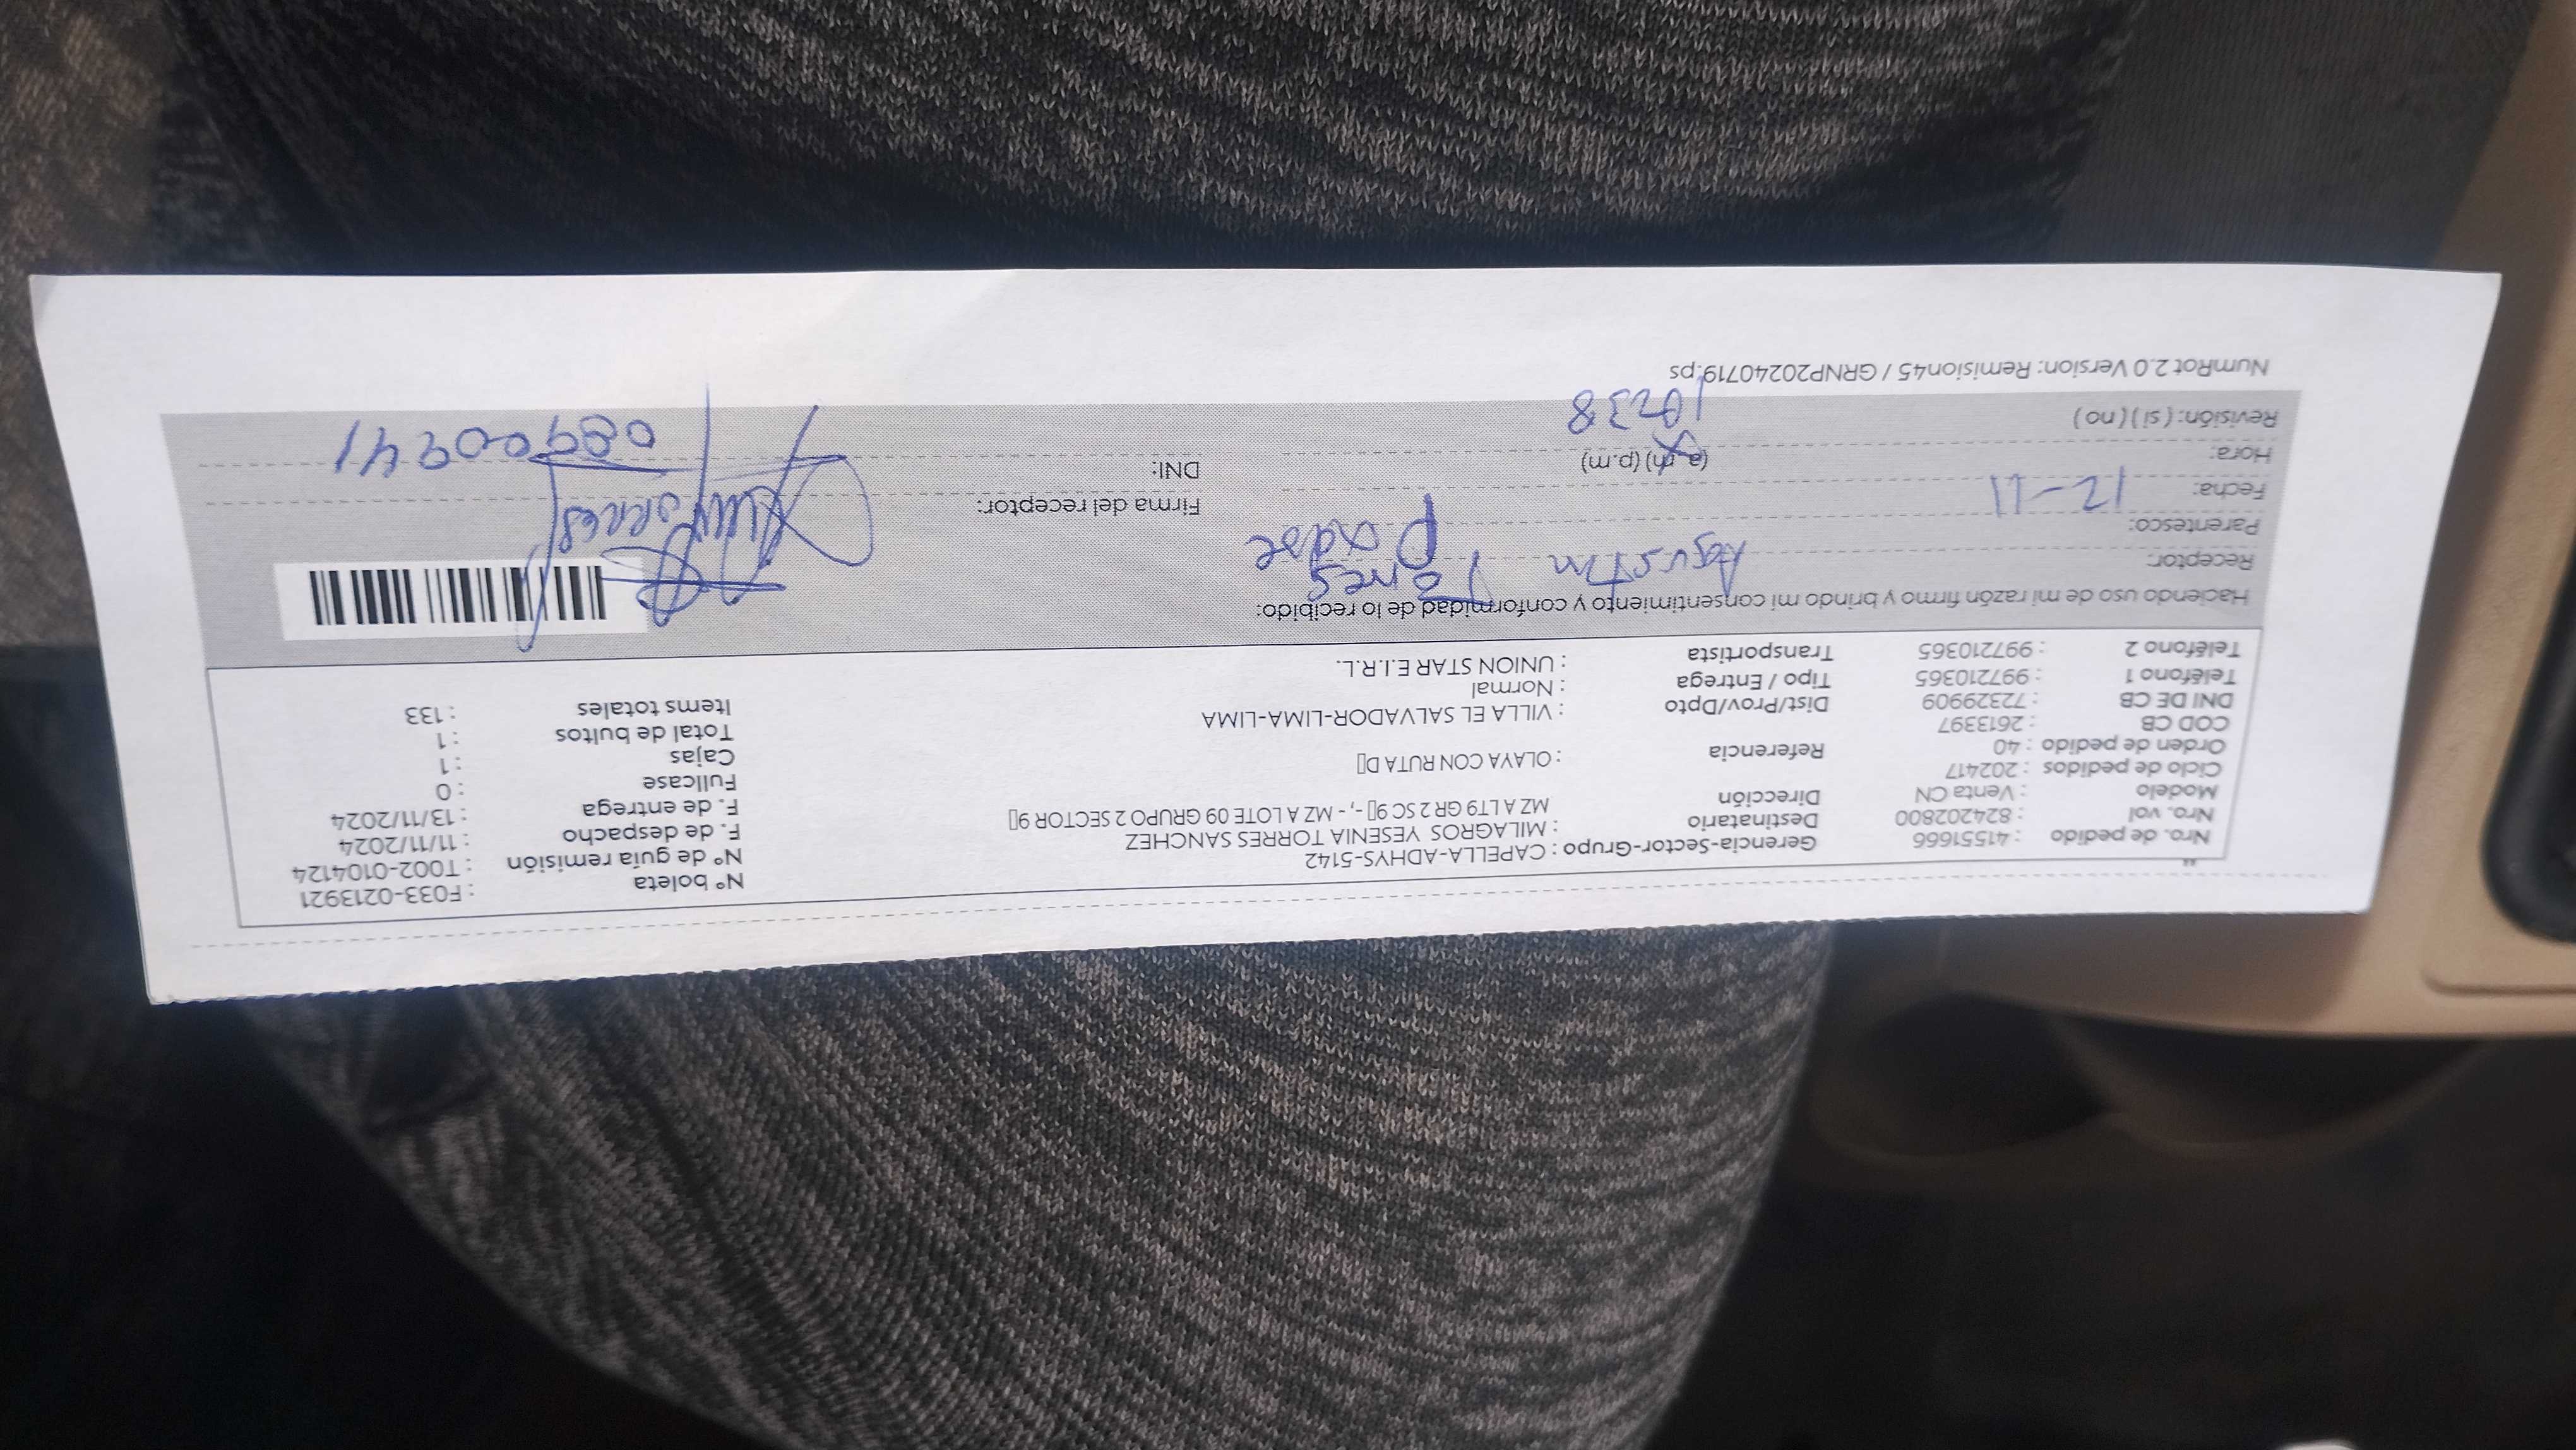 Nro. de pedido : 41551666 Gerencia-Sector-Grupo : CAPELLA-ADHYS-5142 N° boleta : F033-0213921
Nro. vol : 824202800 Destinatario : MILAGROS YESENIA TORRES SANCHEZ N° de guía remisión : T002-0104124
Modelo : Venta CN Dirección MZ A LT9 GR 2 SC 9▯ -, - MZ A LOTE 09 GRUPO 2 SECTOR 9▯ F. de despacho : 11/11/2024
Ciclo de pedidos : 202417 F. de entrega : 13/11/2024
Orden de pedido : 40 Referencia : OLAYA CON RUTA D▯ Fullcase : 0
COD CB : 2613397 Cajas : 1
DNI DE CB : 72329909 Dist/Prov/Dpto : VILLA EL SALVADOR-LIMA-LIMA Total de bultos : 1
Teléfono 1 : 997210365 Tipo / Entrega : Normal Items totales : 133
Teléfono 2 : 997210365 Transportista : UNION STAR E.I.R.L.
Haciendo uso de mi razón firmo y brindo mi consentimiento y conformidad de lo recibido:
Receptor: Agustin Torres
Parentesco: Padre
Fecha: 12-11 Firma del receptor: Torres
Hora: (a.m) (p.m) DNI: 08900941
Revisión: (si) (no) 10238
NumRot 2.0 Version: Remision45 / GRNP20240719.ps